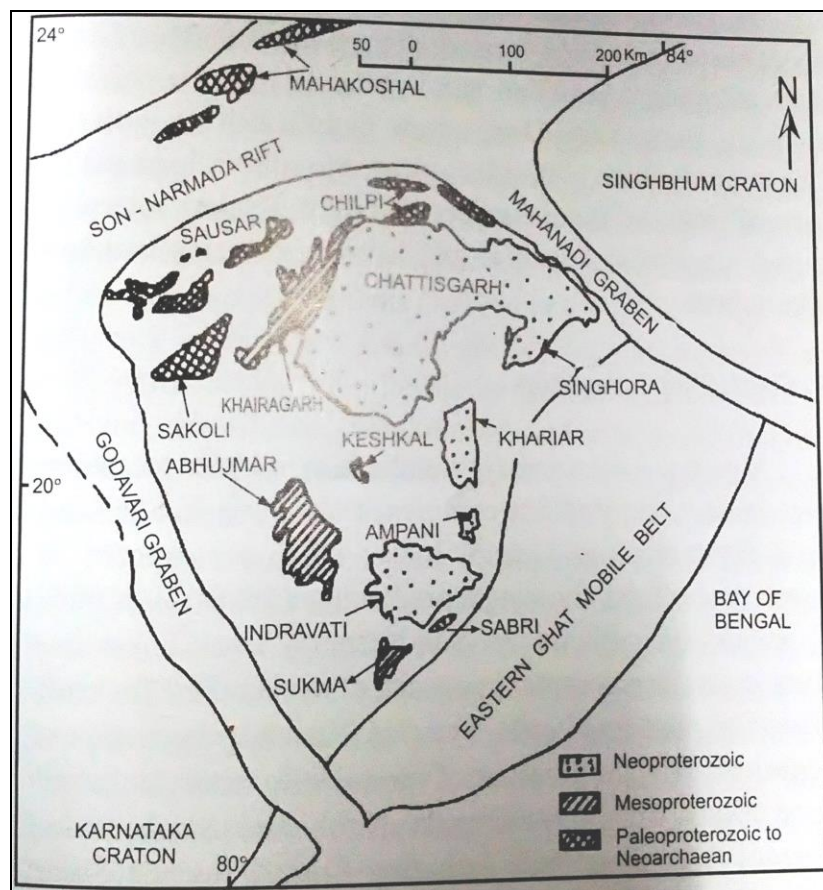 24°
50 0 100 200 Km 84°
MAHAKOSHAL
N
SON - NARMADA RIFT
SINGHBHUM CRATON
CHILPI
MAHANADI GRABEN
SAUSAR
CHATTISGARH
SINGHORA
KHAIRAGARH
SAKOLI
KESHKAL
KHARIAR
ABHUJMAR
20°
GODAVARI GRABEN
AMPANI
EASTERN GHAT MOBILE BELT
BAY OF
BENGAL
INDRAVATI
SABRI
SUKMA
Neoproterozoic
Mesoproterozoic
Paleoproterozoic to
Neoarchaean
KARNATAKA
CRATON
80°